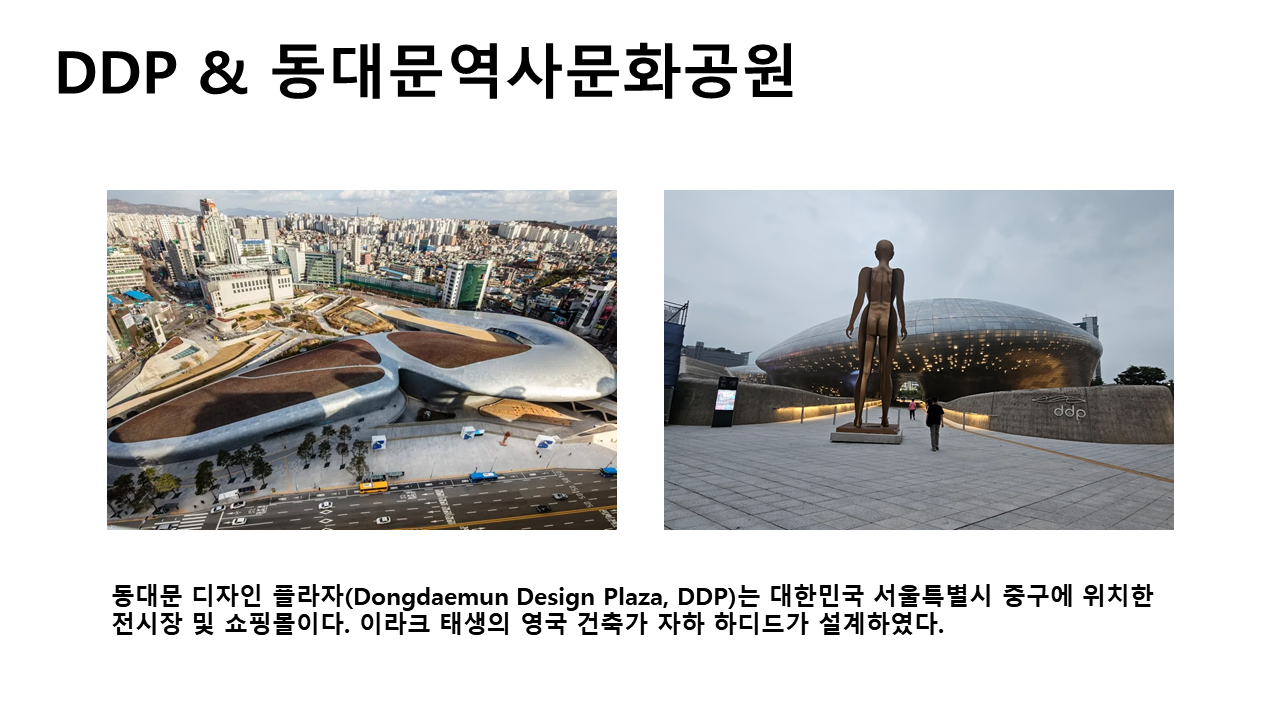 DDP & 동대문역사문화공원
ddp
동대문 디자인 플라자(Dongdaemun Design Plaza, DDP)는 대한민국 서울특별시 중구에 위치한
전시장 및 쇼핑몰이다. 이라크 태생의 영국 건축가 자하 하디드가 설계하였다.